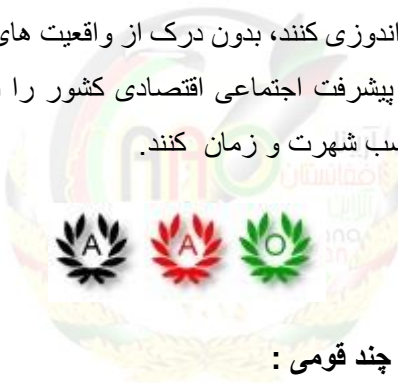 اندوزی کنند، بدون درک از واقعیت های
پیشرفت اجتماعی اقتصادی کشور را
سب شهرت و زمان کنند.
A A O
چند قومی :